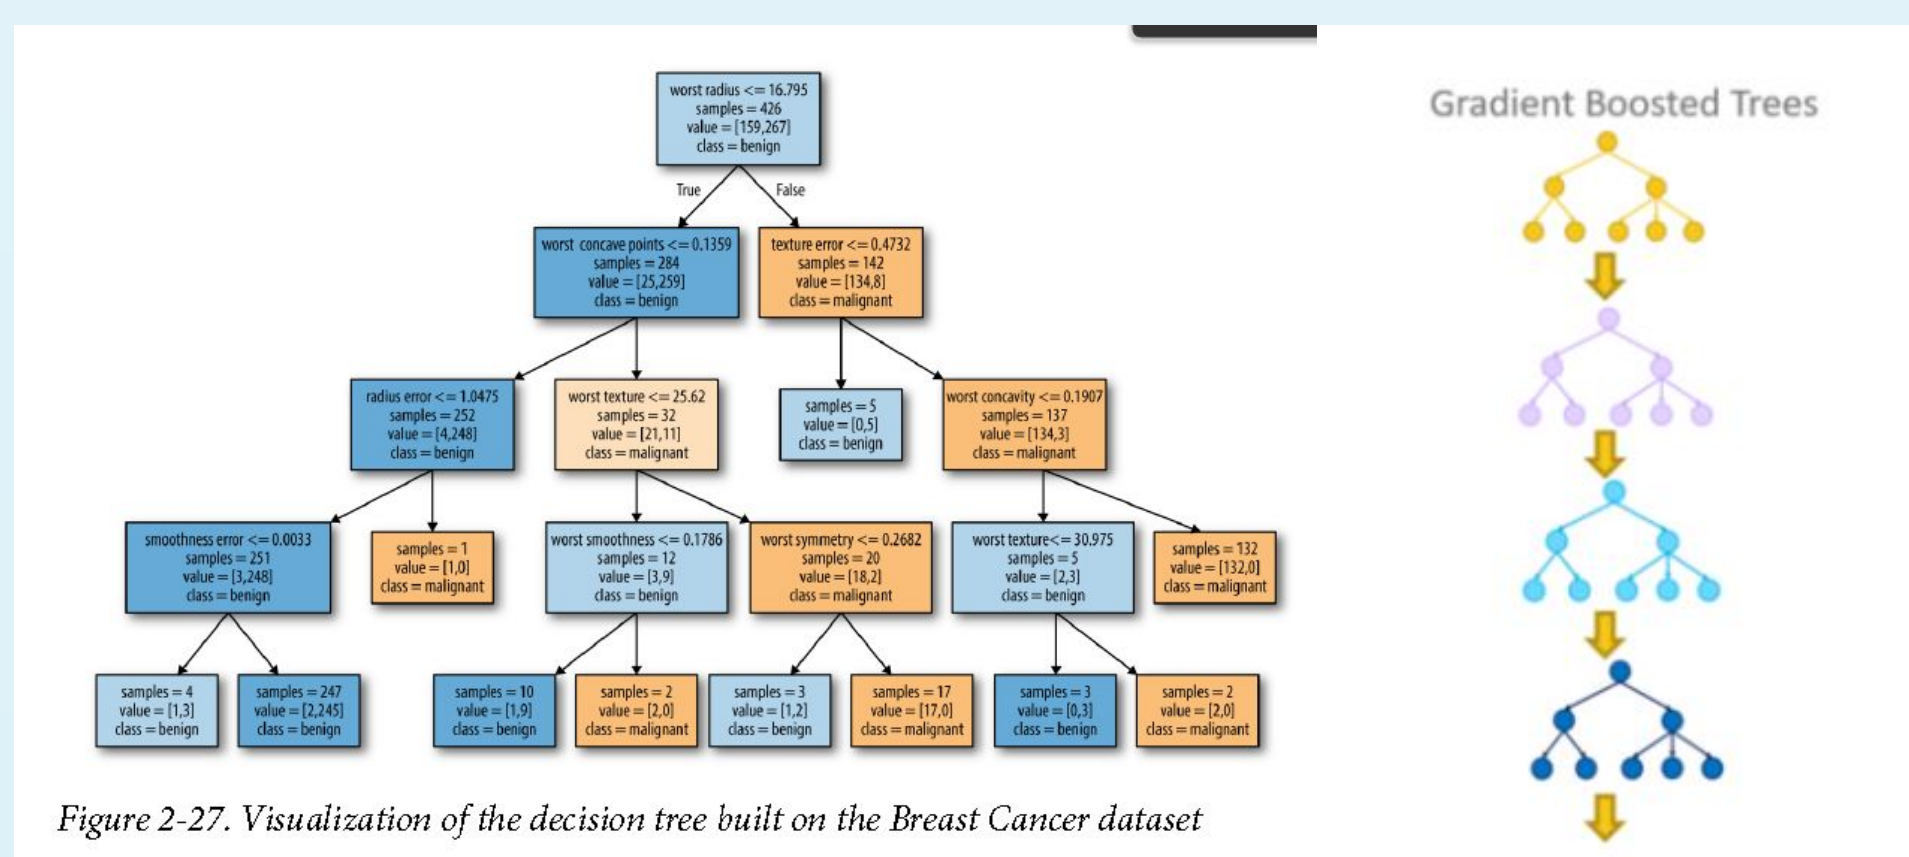 worst radius <= 16.795
samples = 426
value = [159,267]
class = benign
True
False
worst concave points <= 0.1359
samples = 284
value = [25,259]
class = benign
texture error <= 0.4732
samples = 142
value = [134,8]
class = malignant
radius error <= 1.0475
samples = 252
value = [4,248]
class = benign
worst texture <= 25.62
samples = 32
value = [21,11]
class = malignant
samples = 5
value = [0,5]
class = benign
worst concavity <= 0.1907
samples = 137
value = [134,3]
class = malignant
smoothness error <= 0.0033
samples = 251
value = [3,248]
class = benign
samples = 1
value = [1,0]
class = malignant
worst smoothness <= 0.1786
samples = 12
value = [3,9]
class = benign
worst symmetry <= 0.2682
samples = 20
value = [18,2]
class = malignant
worst texture<= 30.975
samples = 5
value = [2,3]
class = benign
samples = 132
value = [132,0]
class = malignant
samples = 4
value = [1,3]
class = benign
samples = 247
value = [2,245]
class = benign
samples = 10
value = [1,9]
class = benign
samples = 2
value = [2,0]
class = malignant
samples = 3
value = [1,2]
class = benign
samples = 17
value = [17,0]
class = malignant
samples = 3
value = [0,3]
class = benign
samples = 2
value = [2,0]
class = malignant
Figure 2-27. Visualization of the decision tree built on the Breast Cancer dataset
Gradient Boosted Trees